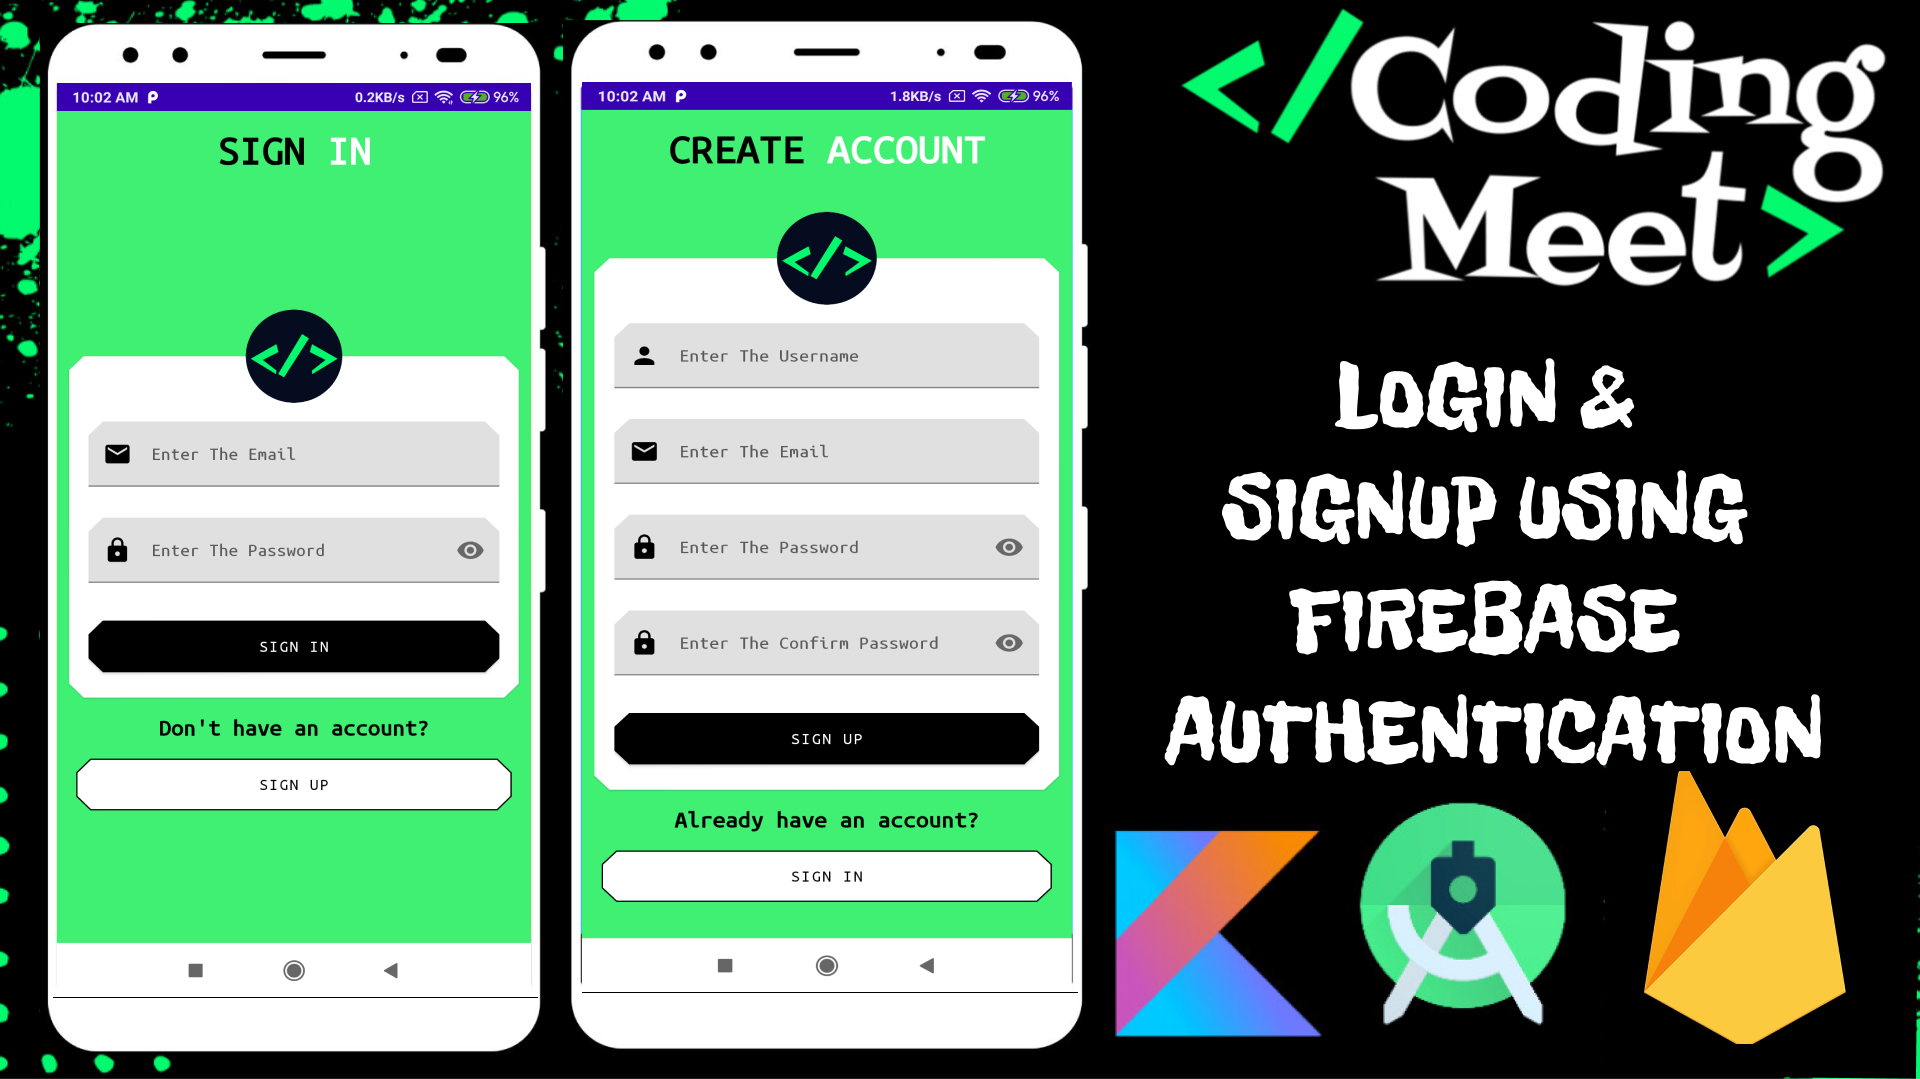 10:02 AM
0.2KB/s
96%
SIGN IN
</>
Enter The Email
Enter The Password
SIGN IN
Don't have an account?
SIGN UP
10:02 AM
1.8KB/s
96%
CREATE ACCOUNT
</>
Enter The Username
Enter The Email
Enter The Password
Enter The Confirm Password
SIGN UP
Already have an account?
SIGN IN
</Coding
Meet>
LOGIN &
SIGNUP USING
FIREBASE
AUTHENTICATION